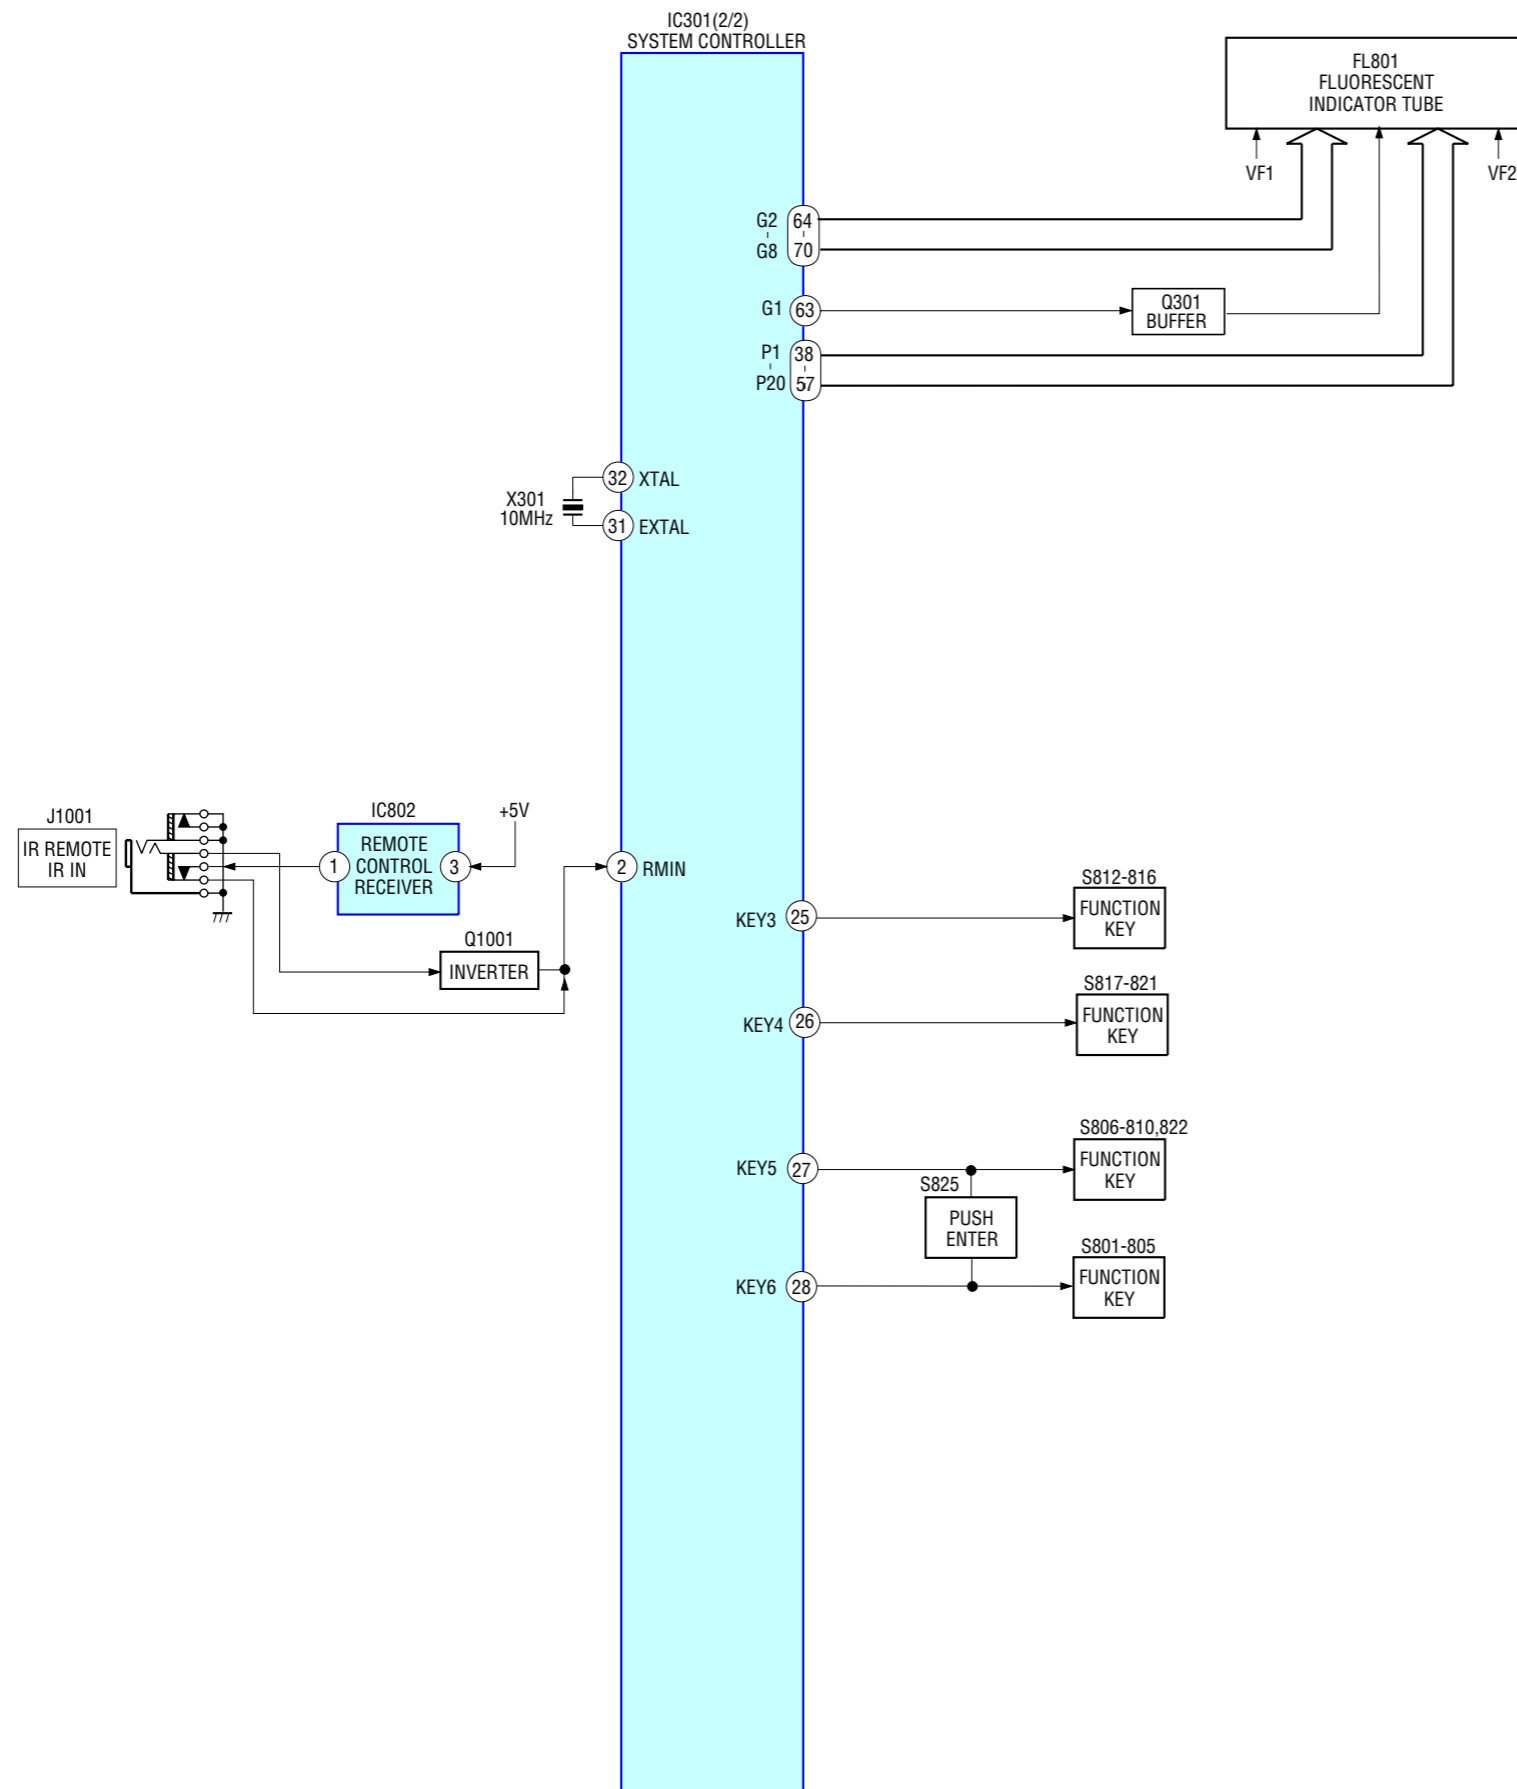 IC301(2/2)
SYSTEM CONTROLLER
FL801
FLUORESCENT
INDICATOR TUBE
VF1
VF2
G2 64
-
G8 70
G1 63
Q301
BUFFER
P1 38
-
P20 57
32 XTAL
X301
10MHz
31 EXTAL
J1001
IR REMOTE
IR IN
IC802
REMOTE
CONTROL
RECEIVER
1
3
+5V
2 RMIN
Q1001
INVERTER
KEY3 25
S812-816
FUNCTION
KEY
KEY4 26
S817-821
FUNCTION
KEY
KEY5 27
S806-810,822
FUNCTION
KEY
S825
PUSH
ENTER
KEY6 28
S801-805
FUNCTION
KEY